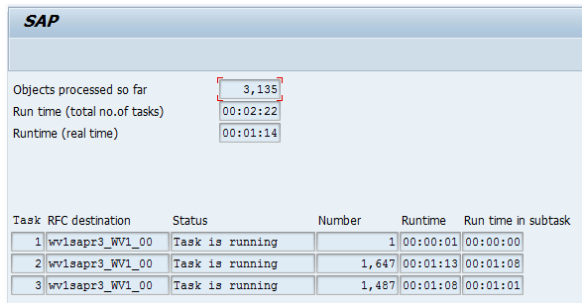 SAP
Objects processed so far 3,135
Run time (total no.of tasks) 00:02:22
Runtime (real time) 00:01:14
Task RFC destination Status Number Runtime Run time in subtask
1 wv1sapr3_WV1_00 Task is running 1 00:00:01 00:00:00
2 wv1sapr3_WV1_00 Task is running 1,647 00:01:13 00:01:08
3 wv1sapr3_WV1_00 Task is running 1,487 00:01:08 00:01:01